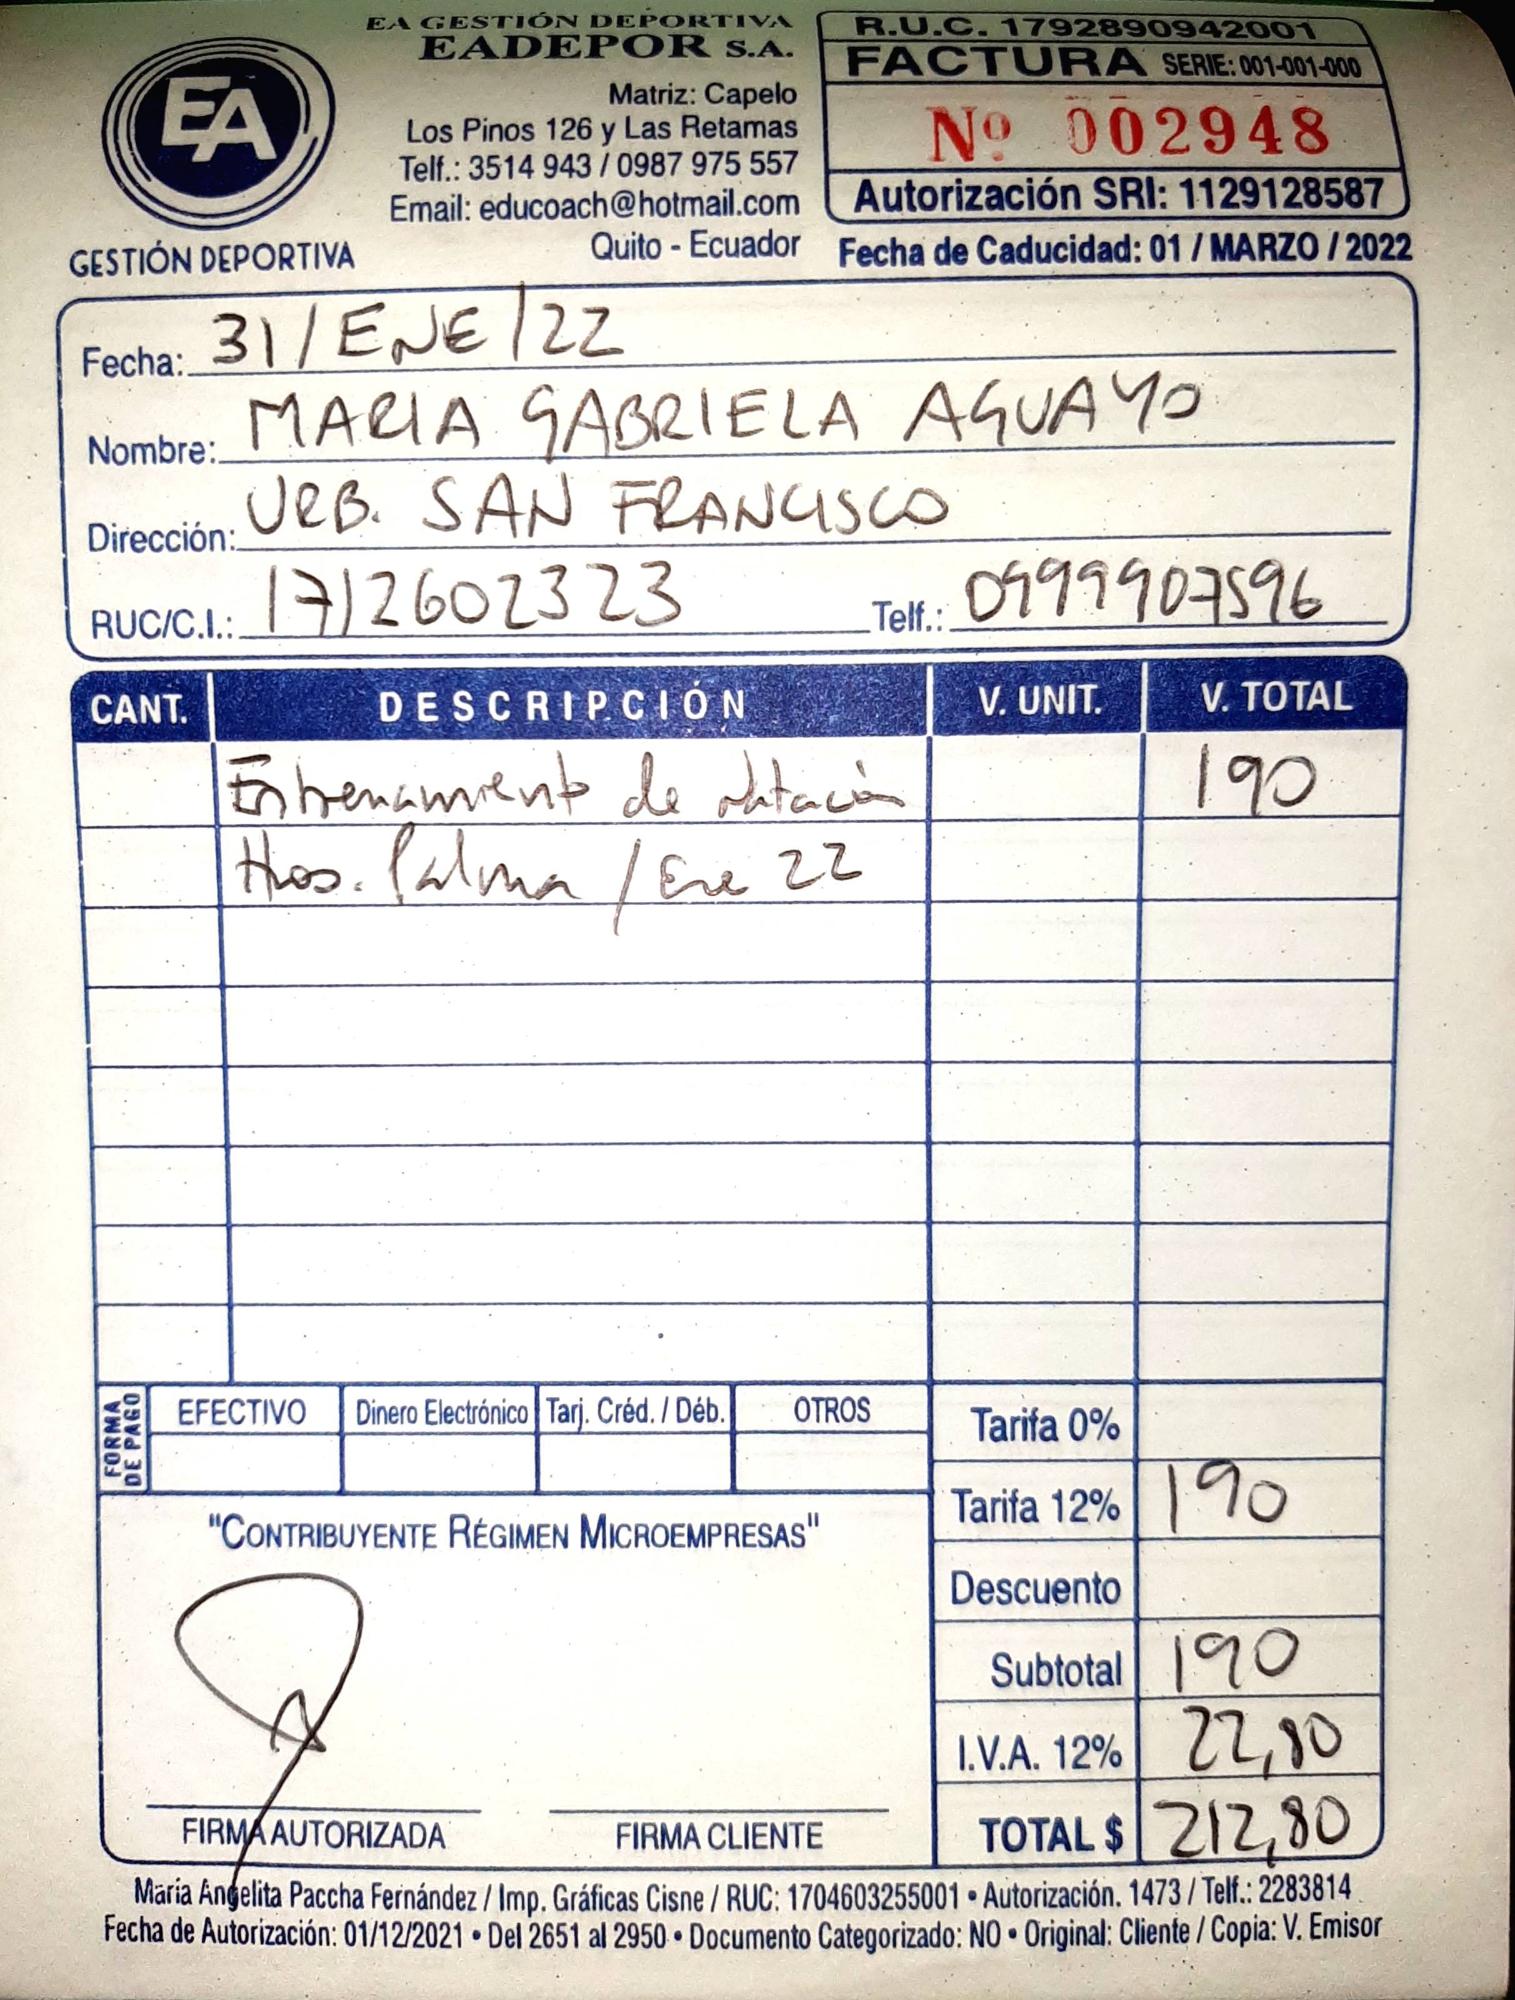 EA GESTIÓN DEPORTIVA
EADEPOR S.A.
EA
GESTIÓN DEPORTIVA
Matriz: Capelo
Los Pinos 126 y Las Retamas
Telf.: 3514 943 / 0987 975 557
Email: educoach@hotmail.com
Quito - Ecuador
R.U.C. 1792890942001
FACTURA SERIE: 001-001-000
Nº 002948
Autorización SRI: 1129128587
Fecha de Caducidad: 01 / MARZO / 2022
Fecha: 31/ENE/22
Nombre: MARIA GABRIELA AGUAYO
Dirección: URB. SAN FRANCISCO
RUC/C.I.: 1712602323 Telf.: 0999907596
CANT. DESCRIPCIÓN V. UNIT. V. TOTAL
Entrenamiento de Natación 190
Hnos. Palma / Ene 22
FORMA DE PAGO EFECTIVO Dinero Electrónico Tarj. Créd. / Déb. OTROS
Tarifa 0%
Tarifa 12% 190
Descuento
Subtotal 190
I.V.A. 12% 22,80
TOTAL $ 212,80
"CONTRIBUYENTE RÉGIMEN MICROEMPRESAS"
FIRMA AUTORIZADA FIRMA CLIENTE
María Angelita Paccha Fernández / Imp. Gráficas Cisne / RUC: 1704603255001 • Autorización. 1473 / Telf.: 2283814
Fecha de Autorización: 01/12/2021 • Del 2651 al 2950 • Documento Categorizado: NO • Original: Cliente / Copia: V. Emisor